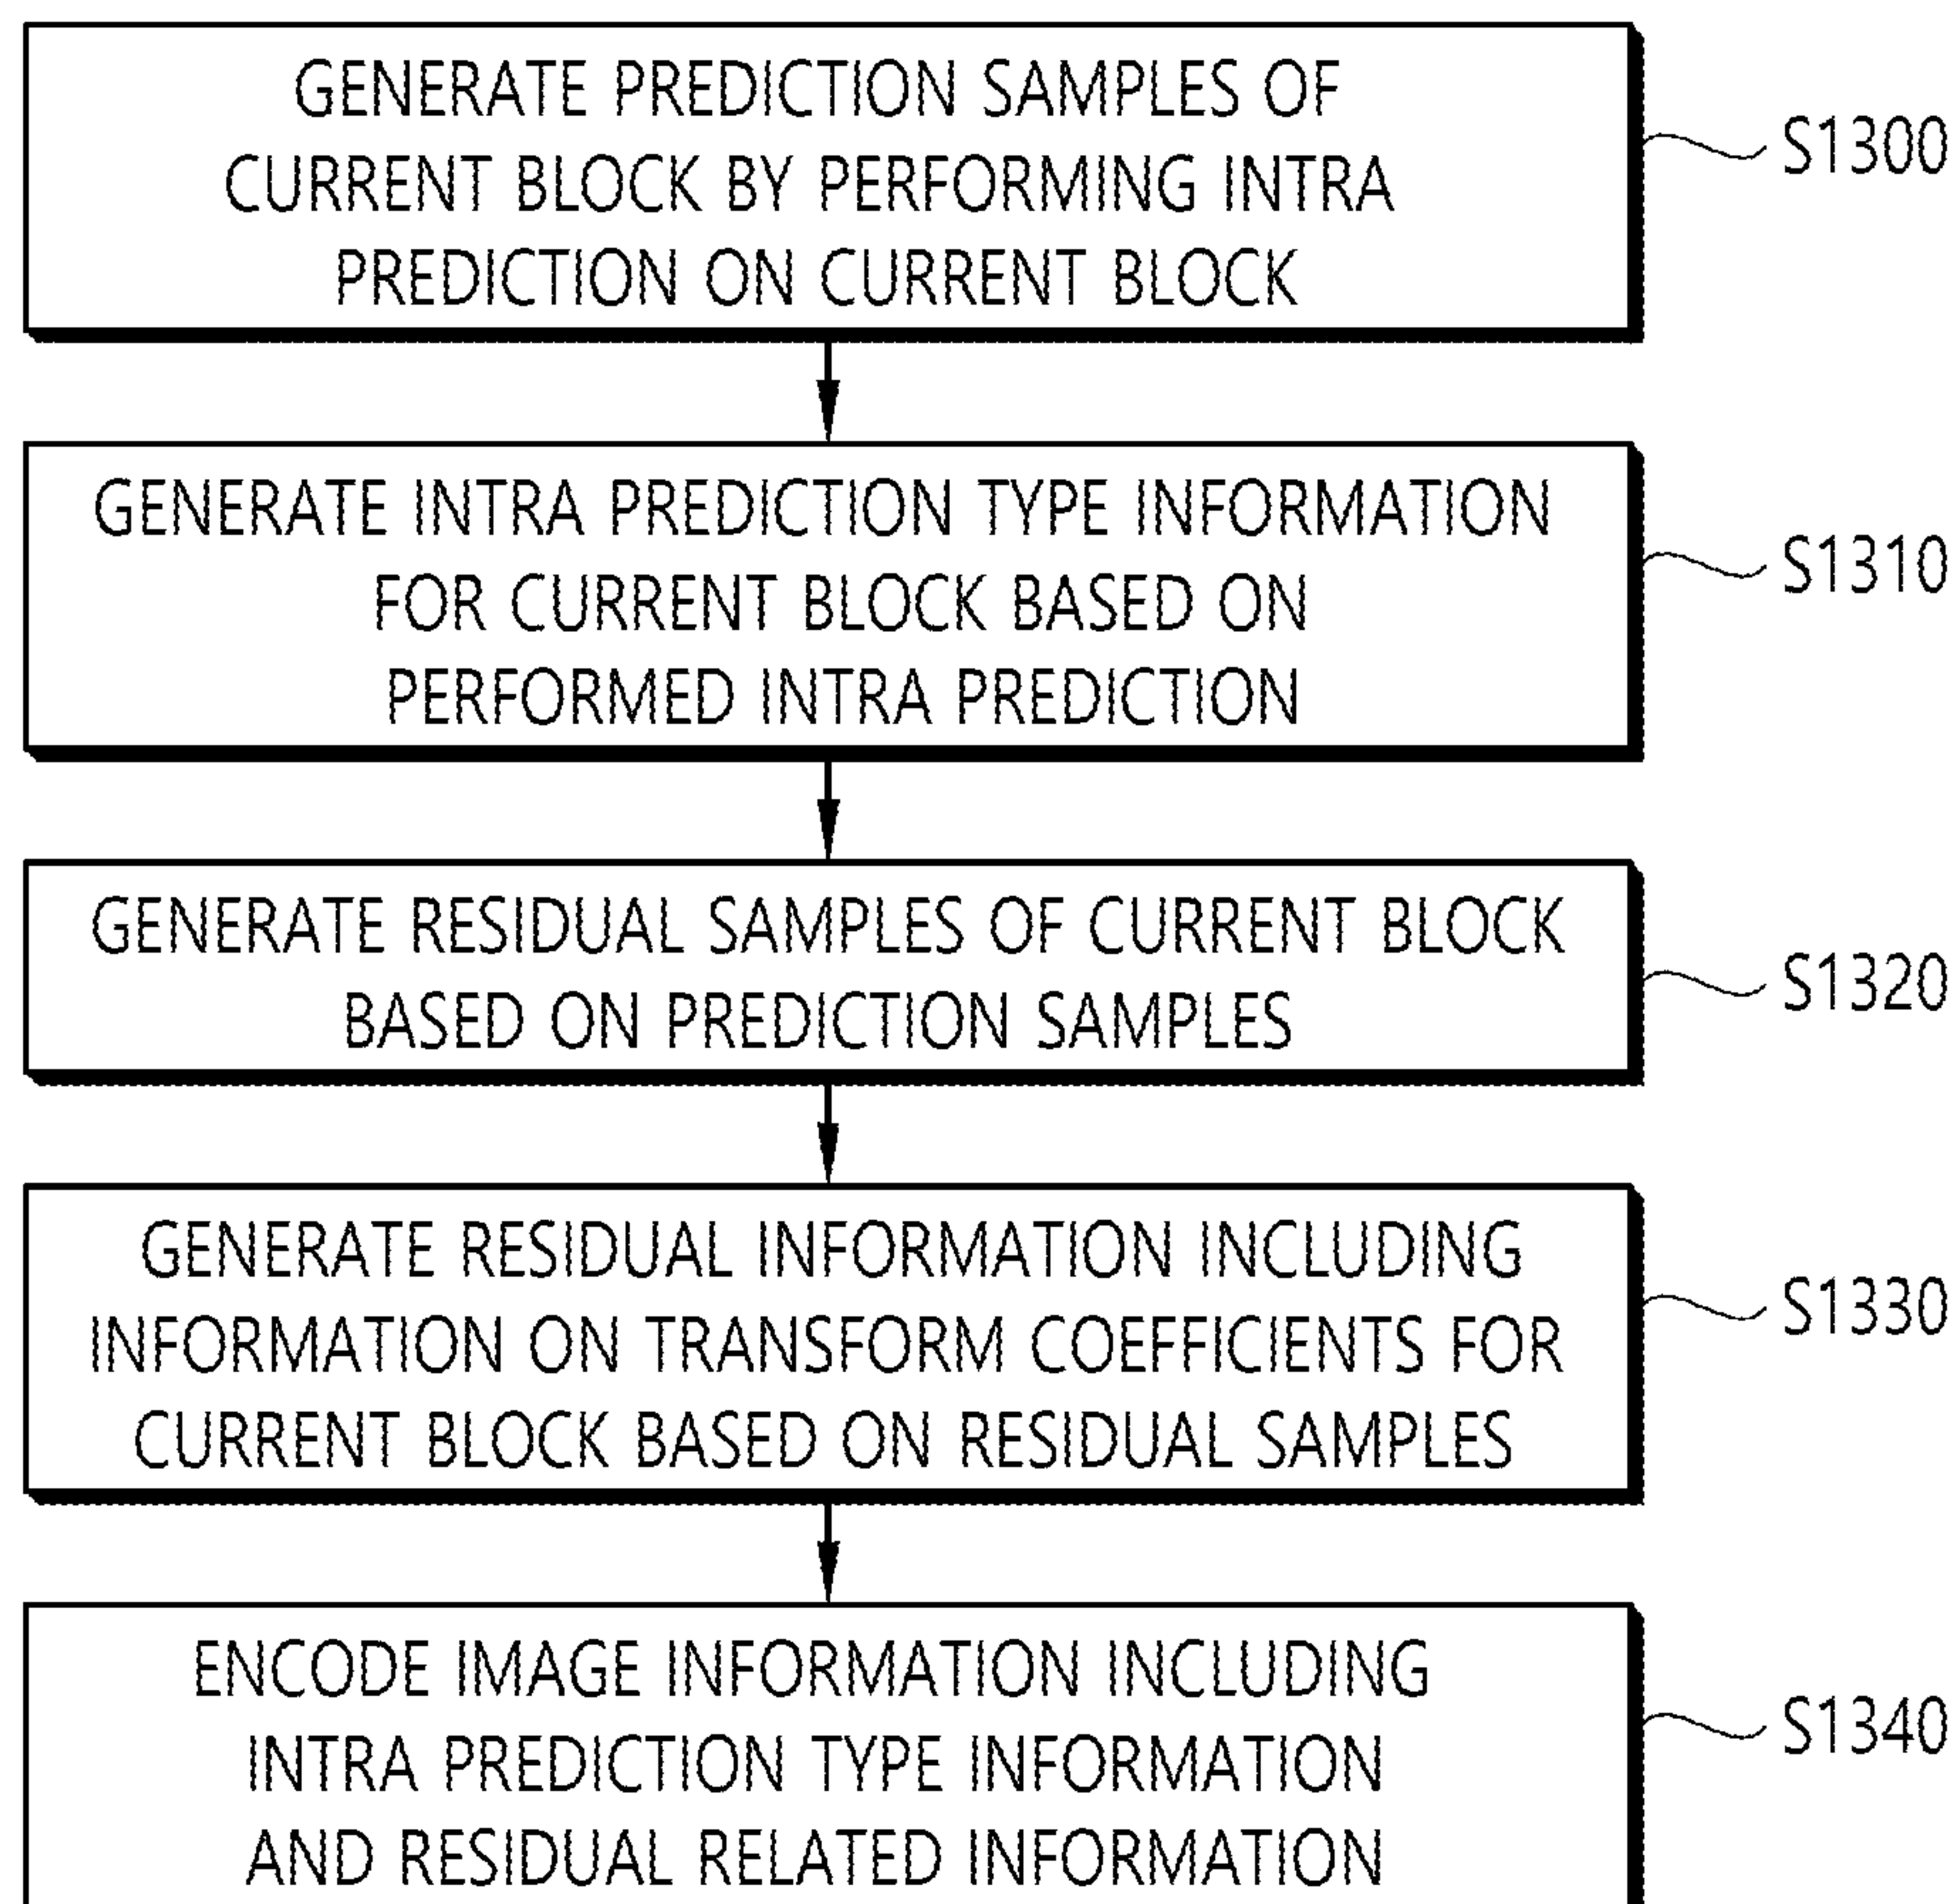 GENERATE PREDICTION SAMPLES OF
CURRENT BLOCK BY PERFORMING INTRA
PREDICTION ON CURRENT BLOCK
S1300
GENERATE INTRA PREDICTION TYPE INFORMATION
FOR CURRENT BLOCK BASED ON
PERFORMED INTRA PREDICTION
S1310
GENERATE RESIDUAL SAMPLES OF CURRENT BLOCK
BASED ON PREDICTION SAMPLES
S1320
GENERATE RESIDUAL INFORMATION INCLUDING
INFORMATION ON TRANSFORM COEFFICIENTS FOR
CURRENT BLOCK BASED ON RESIDUAL SAMPLES
S1330
ENCODE IMAGE INFORMATION INCLUDING
INTRA PREDICTION TYPE INFORMATION
AND RESIDUAL RELATED INFORMATION
S1340